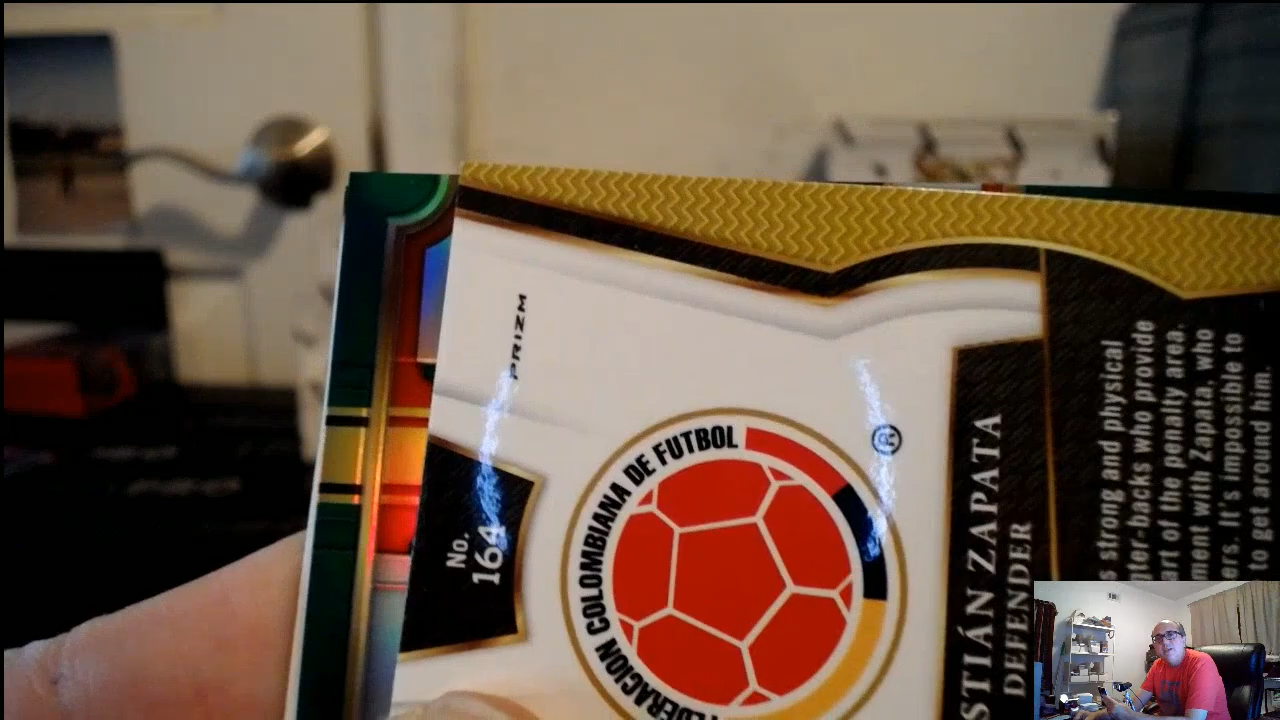 PRIZM
No.
164
FEDERACION COLOMBIANA DE FUTBOL
®
STIÁN ZAPATA
DEFENDER
s strong and physical
nter-backs who provide
art of the penalty area.
ment with Zapata, who
ers. It's impossible to
to get around him.